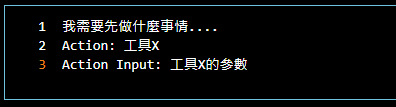 1 我需要先做什麼事情....
2 Action: 工具X
3 Action Input: 工具X的參數